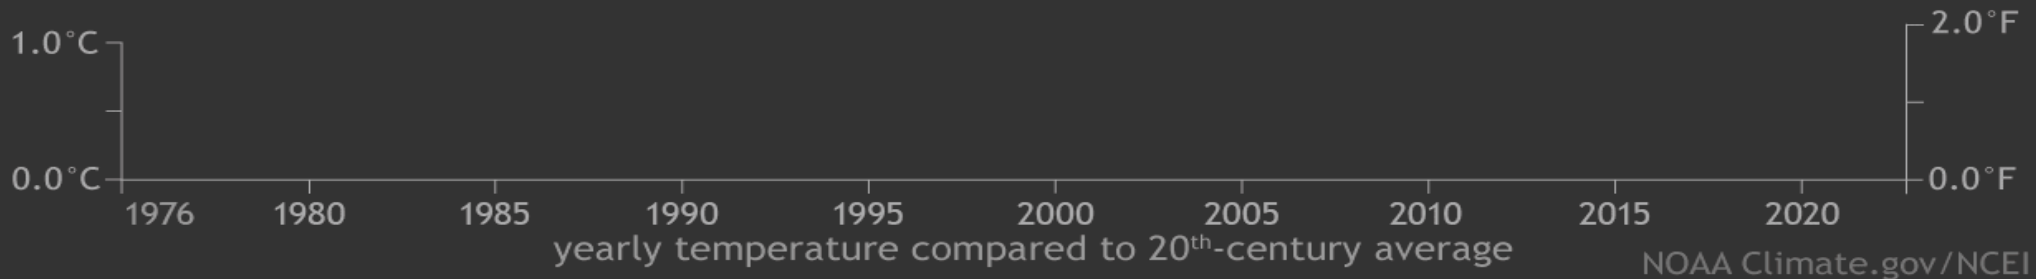 1.0°C
2.0°F
0.0°C
0.0°F
1976 1980 1985 1990 1995 2000 2005 2010 2015 2020
yearly temperature compared to 20th-century average
NOAA Climate.gov/NCEI